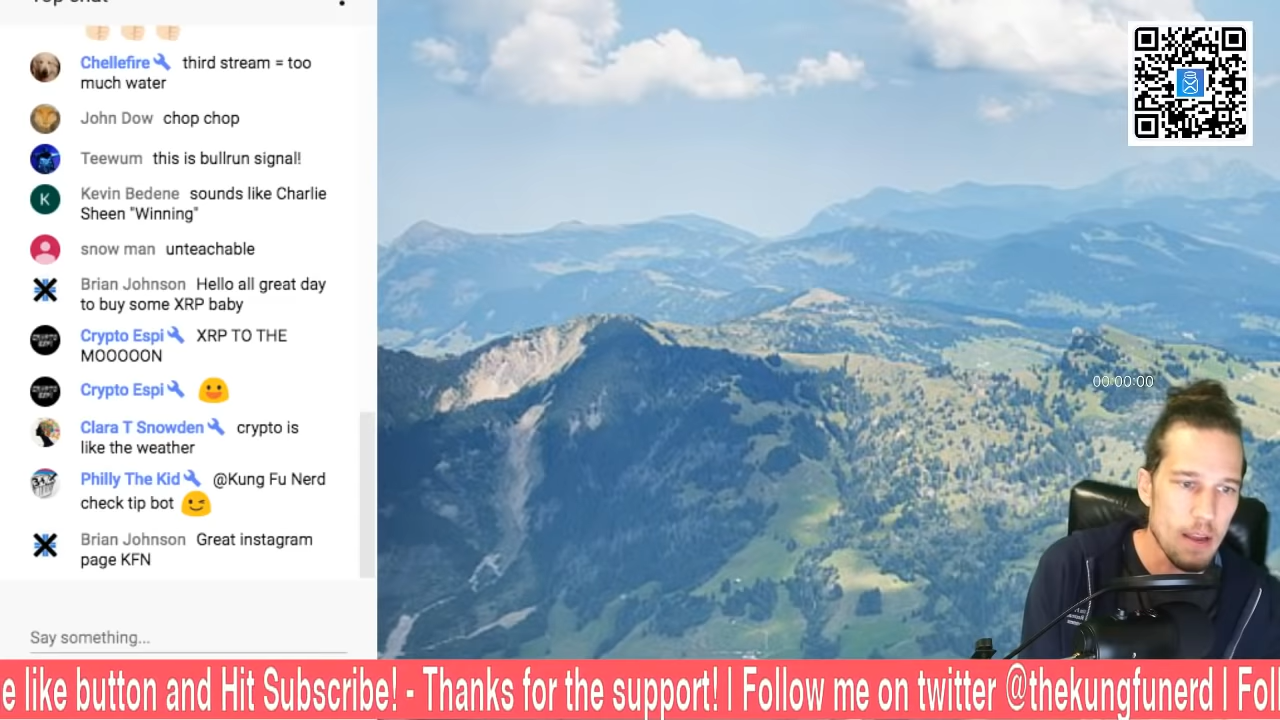 Top chat
Chellefire third stream = too
much water
John Dow chop chop
Teewum this is bullrun signal!
Kevin Bedene sounds like Charlie
Sheen "Winning"
K
snow man unteachable
Brian Johnson Hello all great day
to buy some XRP baby
Crypto Espi XRP TO THE
MOOOOON
Crypto Espi
Clara T Snowden crypto is
like the weather
Philly The Kid @Kung Fu Nerd
check tip bot
Brian Johnson Great instagram
page KFN
Say something...
00:00:00
e like button and Hit Subscribe! - Thanks for the support! | Follow me on twitter @thekungfunerd | Foll